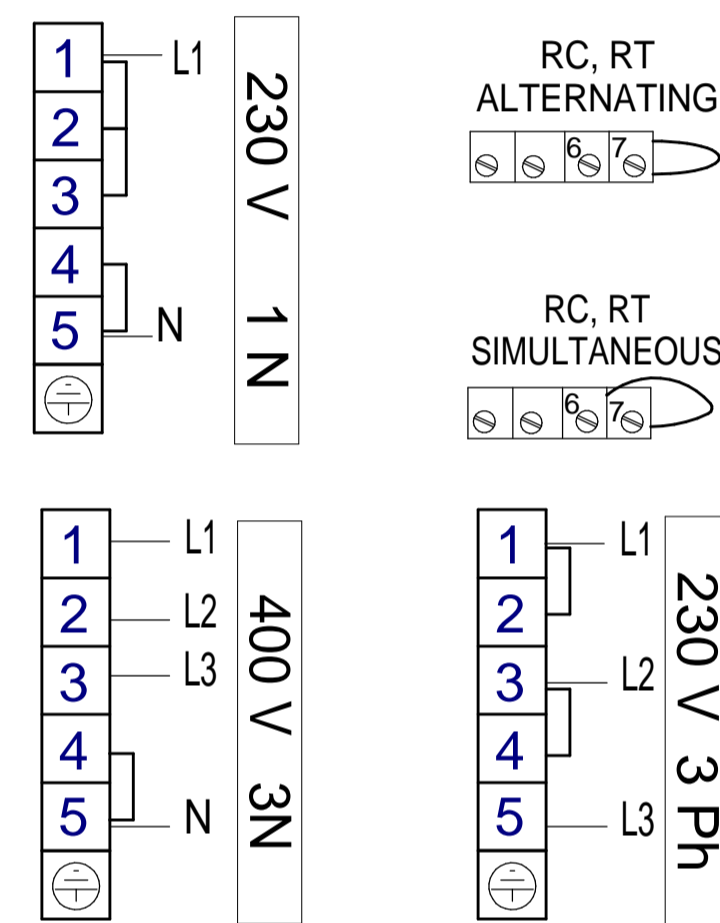 1
2
3
4
5
L1
N
230 V 1 N
RC, RT
ALTERNATING
6 7
RC, RT
SIMULTANEOUS
6 7
1
2
3
4
5
L1
L2
L3
N
400 V 3N
1
2
3
4
5
L1
L2
L3
230 V 3 Ph